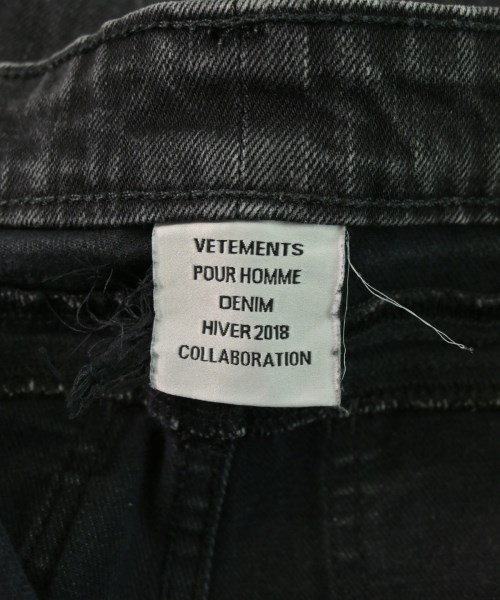 VETEMENTS
POUR HOMME
DENIM
HIVER 2018
COLLABORATION